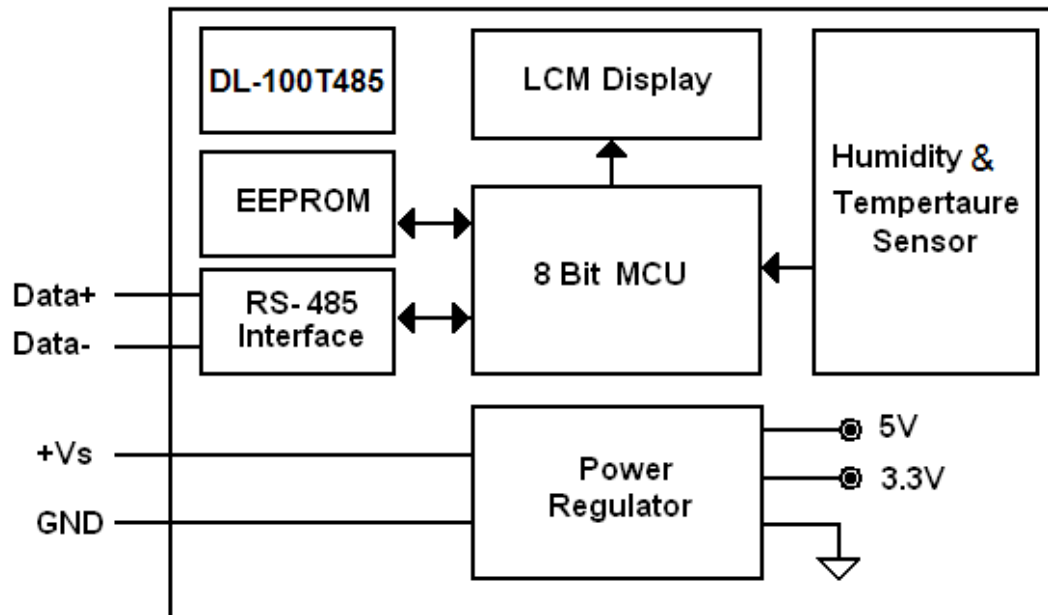 DL-100T485
LCM Display
Humidity &
Tempertaure
Sensor
EEPROM
8 Bit MCU
RS- 485
Interface
Data+
Data-
+Vs
GND
Power
Regulator
5V
3.3V